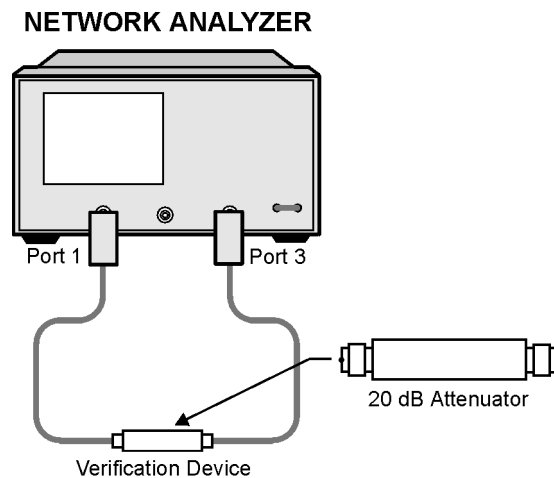 NETWORK ANALYZER
Port 1
Port 3
20 dB Attenuator
Verification Device